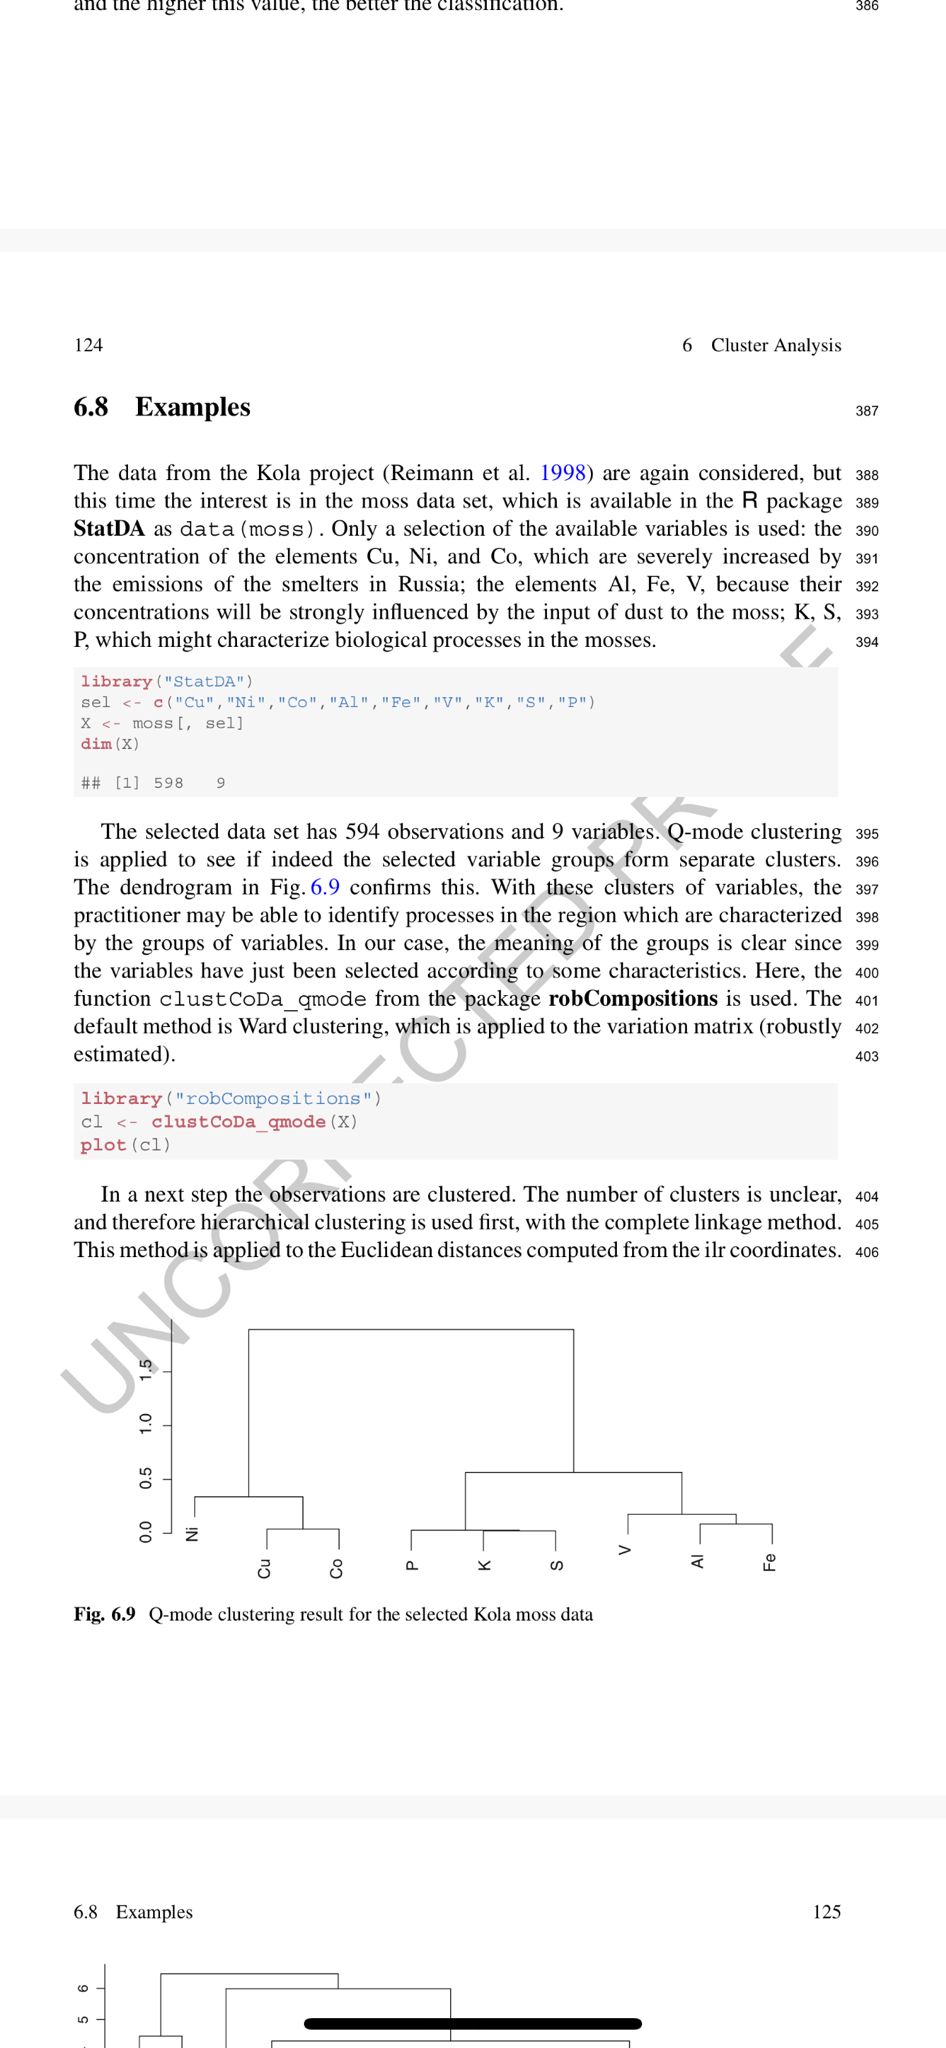 and the higher this value, the better the classification. 386
124 6 Cluster Analysis
6.8 Examples 387
The data from the Kola project (Reimann et al. 1998) are again considered, but 388
this time the interest is in the moss data set, which is available in the R package 389
StatDA as data(moss). Only a selection of the available variables is used: the 390
concentration of the elements Cu, Ni, and Co, which are severely increased by 391
the emissions of the smelters in Russia; the elements Al, Fe, V, because their 392
concentrations will be strongly influenced by the input of dust to the moss; K, S, 393
P, which might characterize biological processes in the mosses. 394
library("StatDA")
sel <- c("Cu","Ni","Co","Al","Fe","V","K","S","P")
X <- moss[, sel]
dim(X)
## [1] 598 9
The selected data set has 594 observations and 9 variables. Q-mode clustering 395
is applied to see if indeed the selected variable groups form separate clusters. 396
The dendrogram in Fig. 6.9 confirms this. With these clusters of variables, the 397
practitioner may be able to identify processes in the region which are characterized 398
by the groups of variables. In our case, the meaning of the groups is clear since 399
the variables have just been selected according to some characteristics. Here, the 400
function clustCoDa_qmode from the package robCompositions is used. The 401
default method is Ward clustering, which is applied to the variation matrix (robustly 402
estimated). 403
library("robCompositions")
cl <- clustCoDa_qmode(X)
plot(cl)
In a next step the observations are clustered. The number of clusters is unclear, 404
and therefore hierarchical clustering is used first, with the complete linkage method. 405
This method is applied to the Euclidean distances computed from the ilr coordinates. 406
0.0 0.5 1.0 1.5
Ni
Cu
Co
P
K
S
V
Al
Fe
Fig. 6.9 Q-mode clustering result for the selected Kola moss data
6.8 Examples 125
6
5